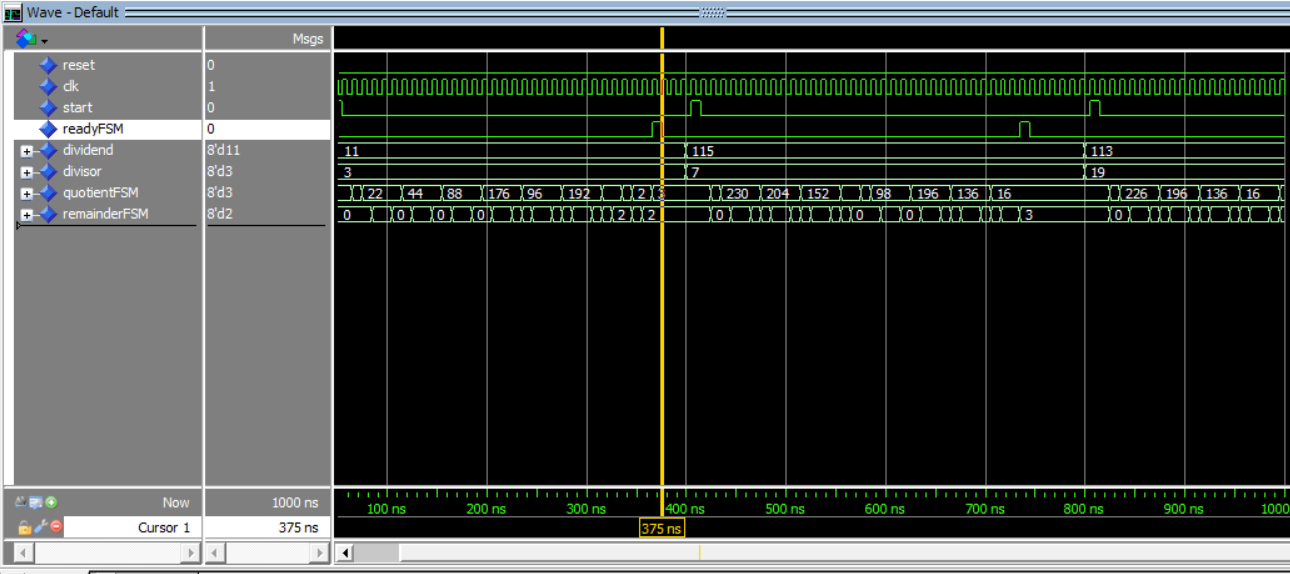 Wave - Default
Msgs
reset 0
clk 1
start 0
readyFSM 0
dividend 8'd11 11 115 113
divisor 8'd3 3 7 19
quotientFSM 8'd3 22 44 88 176 96 192 2 3 230 204 152 98 196 136 16 226 196 136 16
remainderFSM 8'd2 0 0 0 0 2 2 0 0 0 3 0
Now 1000 ns 100 ns 200 ns 300 ns 400 ns 500 ns 600 ns 700 ns 800 ns 900 ns 1000
Cursor 1 375 ns 375 ns